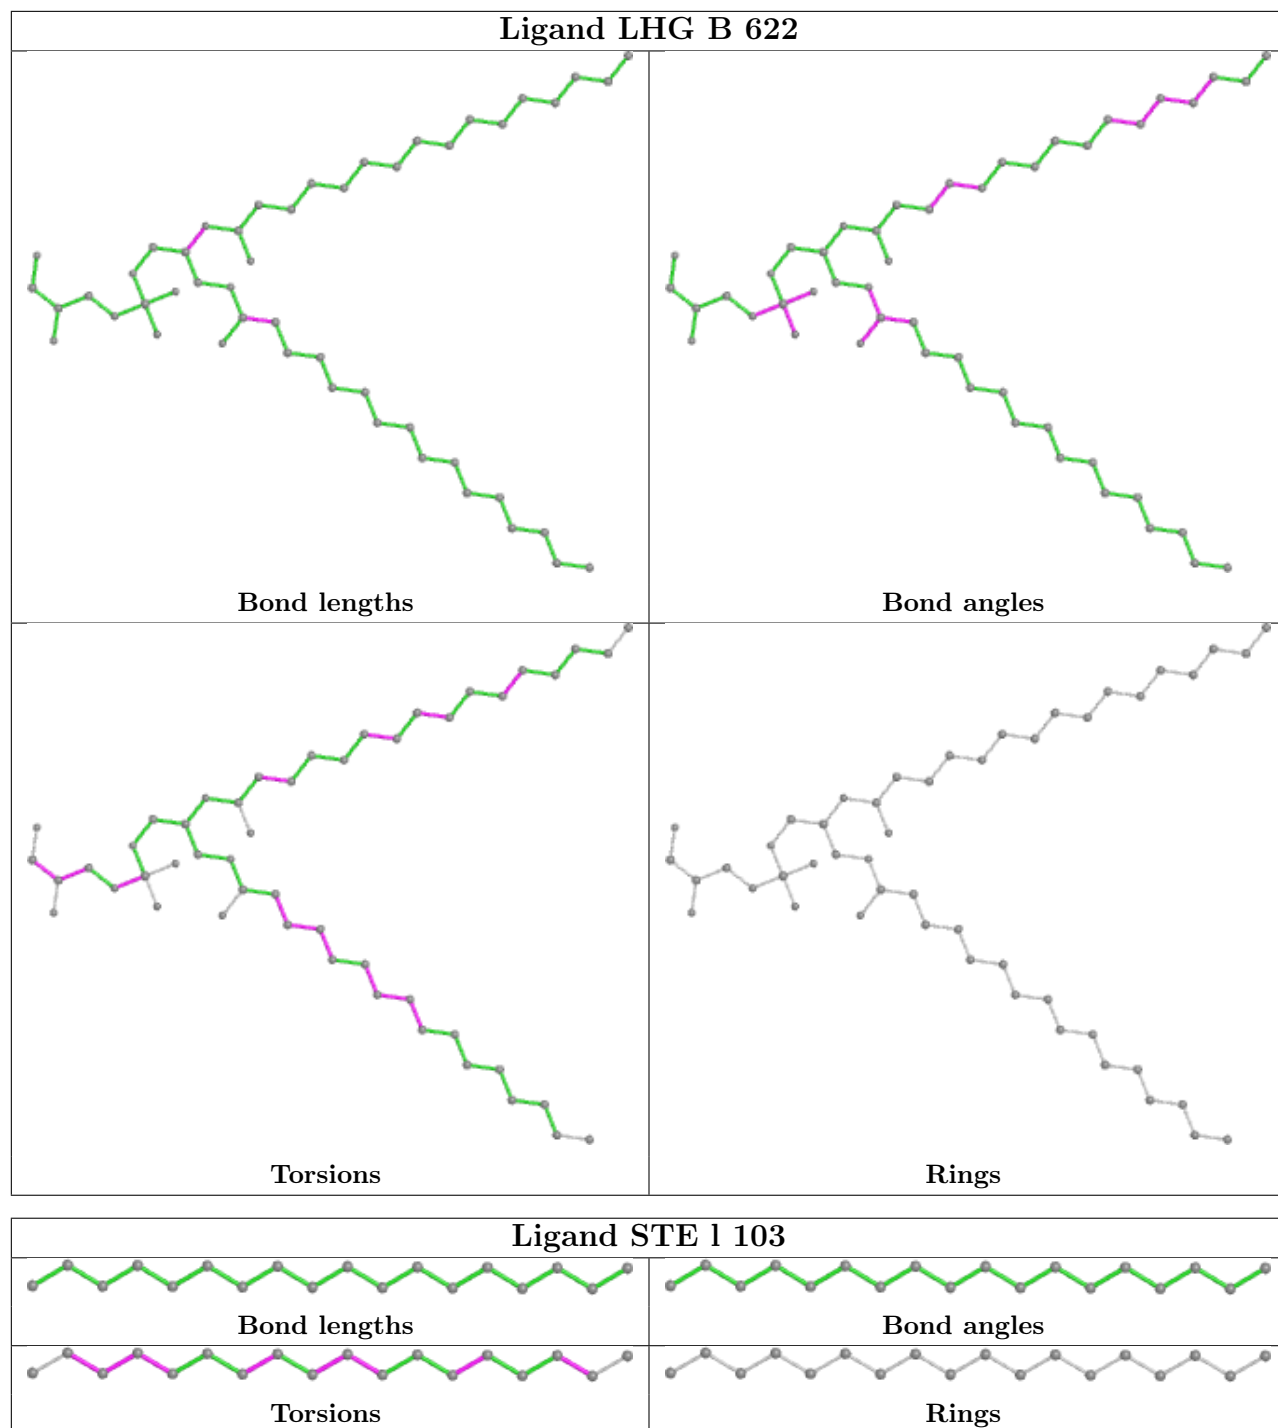 Ligand LHG B 622
Bond lengths
Bond angles
Torsions
Rings
Ligand STE l 103
Bond lengths
Bond angles
Torsions
Rings